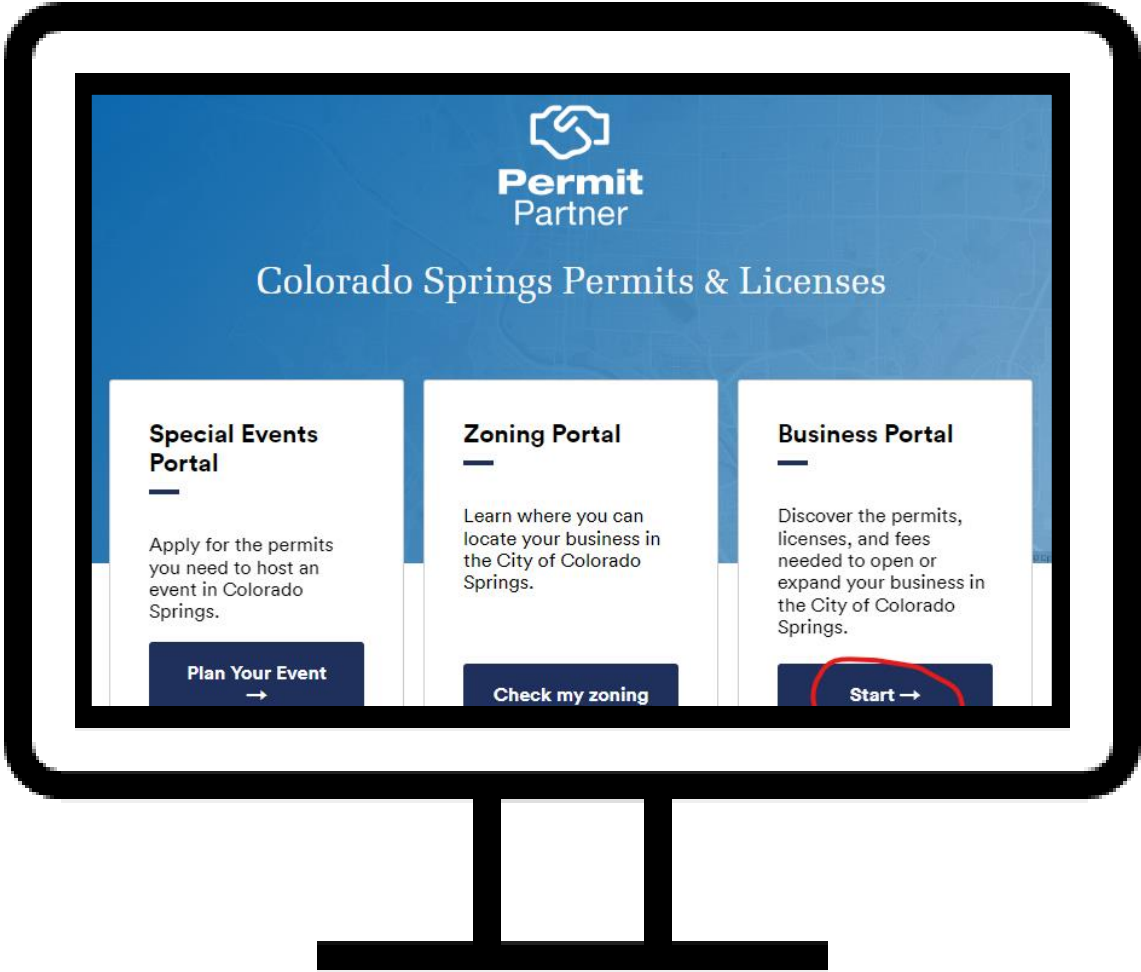 Permit
Partner
Colorado Springs Permits & Licenses
Special Events
Portal
Apply for the permits
you need to host an
event in Colorado
Springs.
Plan Your Event
→
Zoning Portal
Learn where you can
locate your business in
the City of Colorado
Springs.
Check my zoning
Business Portal
Discover the permits,
licenses, and fees
needed to open or
expand your business in
the City of Colorado
Springs.
Start →